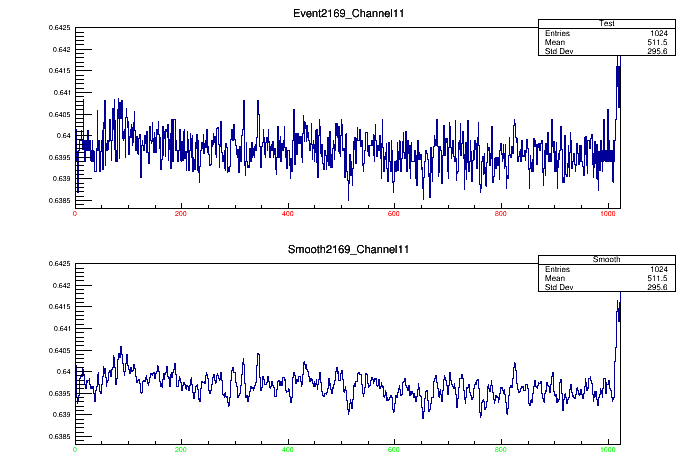 Event2169_Channel11
Test
Entries 1024
Mean 511.5
Std Dev 295.6
0.6425
0.642
0.6415
0.641
0.6405
0.64
0.6395
0.639
0.6385
0 200 400 600 800 1000
Smooth2169_Channel11
Smooth
Entries 1024
Mean 511.5
Std Dev 295.6
0.6425
0.642
0.6415
0.641
0.6405
0.64
0.6395
0.639
0.6385
0 200 400 600 800 1000